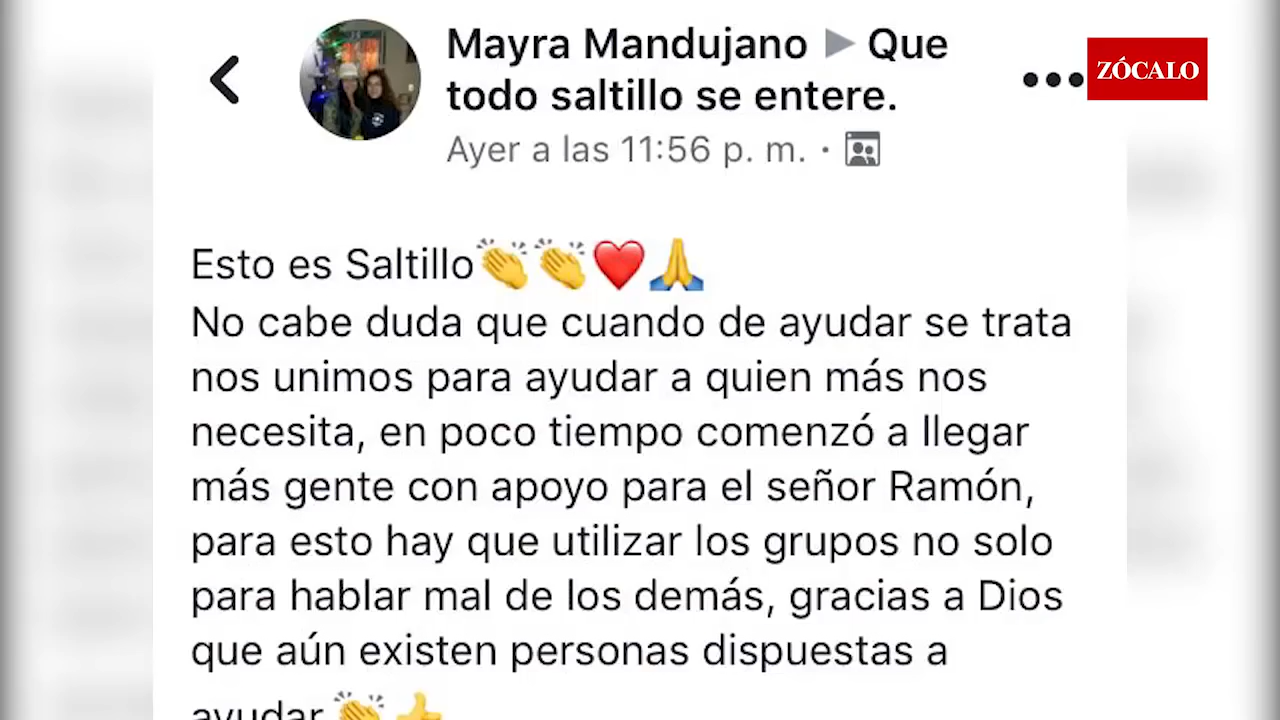 Mayra Mandujano ▶ Que
todo saltillo se entere.
ZÓCALO
Ayer a las 11:56 p. m. ·
Esto es Saltillo👏👏❤️🙏
No cabe duda que cuando de ayudar se trata
nos unimos para ayudar a quien más nos
necesita, en poco tiempo comenzó a llegar
más gente con apoyo para el señor Ramón,
para esto hay que utilizar los grupos no solo
para hablar mal de los demás, gracias a Dios
que aún existen personas dispuestas a
ayudar 👏👍